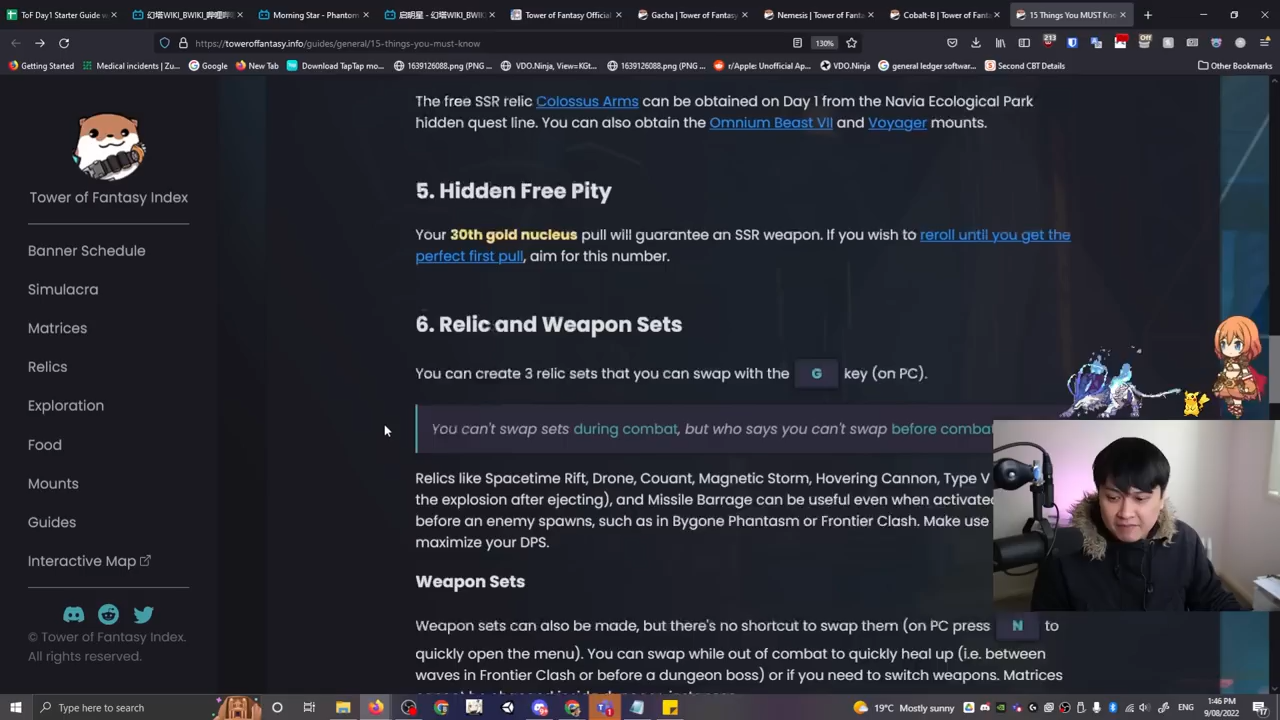 ToF Day1 Starter Guide v
幻塔WIKI_BWIKI_哔哩哔
Morning Star - Phantom
启明星 - 幻塔WIKI_BWIKI
Tower of Fantasy Official
Gacha | Tower of Fantas
Nemesis | Tower of Fanta
Cobalt-B | Tower of Fan
15 Things You MUST Kn
https://toweroffantasy.info/guides/general/15-things-you-must-know
130%
213
Off
Getting Started
Medical incidents | Zu...
Google
New Tab
Download TapTap mo...
1639126088.png (PNG ...
VDO.Ninja, View=KGt...
1639126088.png (PNG ...
r/Apple: Unofficial Ap...
VDO.Ninja
general ledger softwar...
Second CBT Details
Other Bookmarks
Tower of Fantasy Index
Banner Schedule
Simulacra
Matrices
Relics
Exploration
Food
Mounts
Guides
Interactive Map
© Tower of Fantasy Index.
All rights reserved.
The free SSR relic Colossus Arms can be obtained on Day 1 from the Navia Ecological Park
hidden quest line. You can also obtain the Omnium Beast VII and Voyager mounts.
5. Hidden Free Pity
Your 30th gold nucleus pull will guarantee an SSR weapon. If you wish to reroll until you get the
perfect first pull, aim for this number.
6. Relic and Weapon Sets
You can create 3 relic sets that you can swap with the G key (on PC).
You can't swap sets during combat, but who says you can't swap before combat
Relics like Spacetime Rift, Drone, Couant, Magnetic Storm, Hovering Cannon, Type V
the explosion after ejecting), and Missile Barrage can be useful even when activated
before an enemy spawns, such as in Bygone Phantasm or Frontier Clash. Make use
maximize your DPS.
Weapon Sets
Weapon sets can also be made, but there's no shortcut to swap them (on PC press N to
quickly open the menu). You can swap while out of combat to quickly heal up (i.e. between
waves in Frontier Clash or before a dungeon boss) or if you need to switch weapons. Matrices
Type here to search
19°C Mostly sunny
1:46 PM
9/08/2022